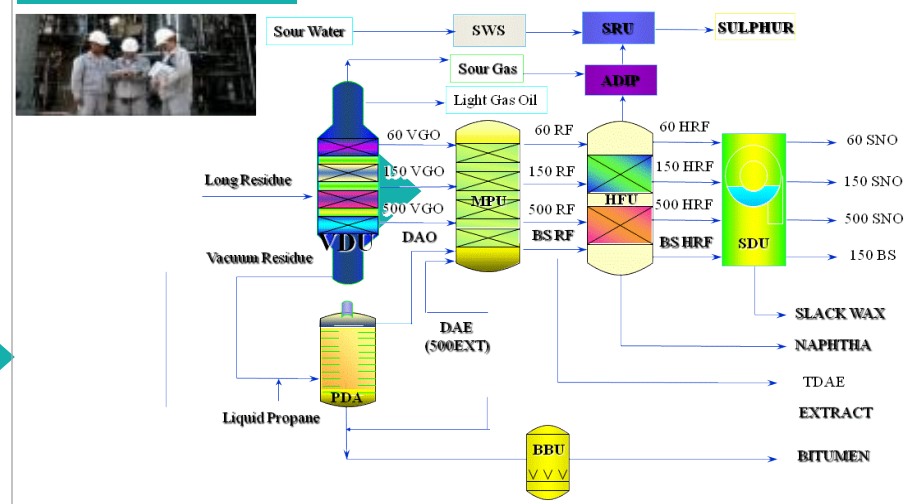 Sour Water
SWS
SRU
SULPHUR
Sour Gas
ADIP
Light Gas Oil
60 VGO
60 RF
60 HRF
60 SNO
Long Residue
150 VGO
150 RF
150 HRF
150 SNO
MPU
HFU
500 VGO
500 RF
500 HRF
500 SNO
VDU
DAO
BS RF
BS HRF
SDU
150 BS
Vacuum Residue
SLACK WAX
DAE
(500EXT)
NAPHTHA
TDAE
PDA
Liquid Propane
EXTRACT
BBU
BITUMEN